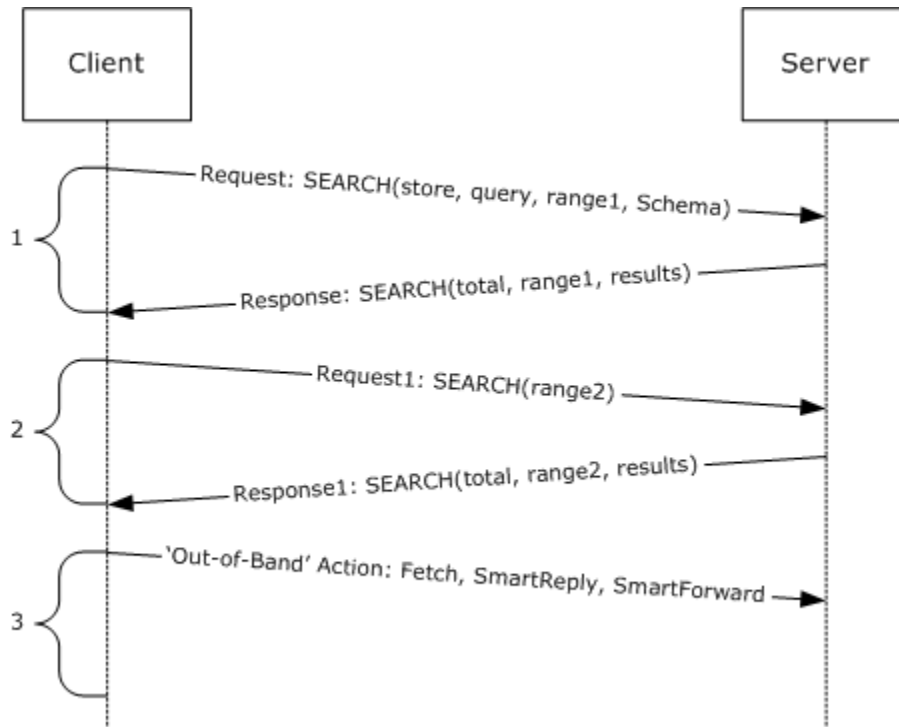 Client
Server
Request: SEARCH(store, query, range1, Schema)
1
Response: SEARCH(total, range1, results)
Request1: SEARCH(range2)
2
Response1: SEARCH(total, range2, results)
‘Out-of-Band’ Action: Fetch, SmartReply, SmartForward
3